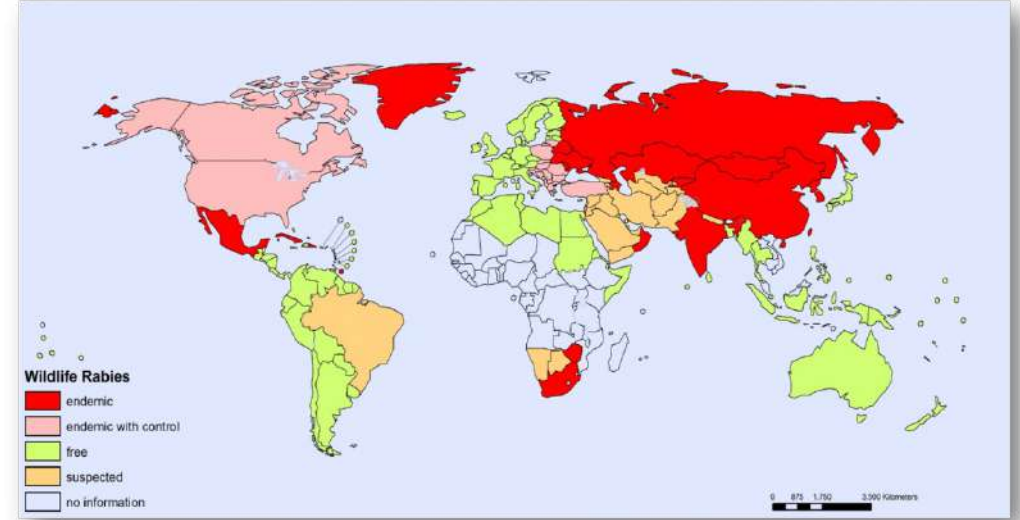 Wildlife Rabies
endemic
endemic with control
free
suspected
no information
0 875 1,750 3,500 Kilometers